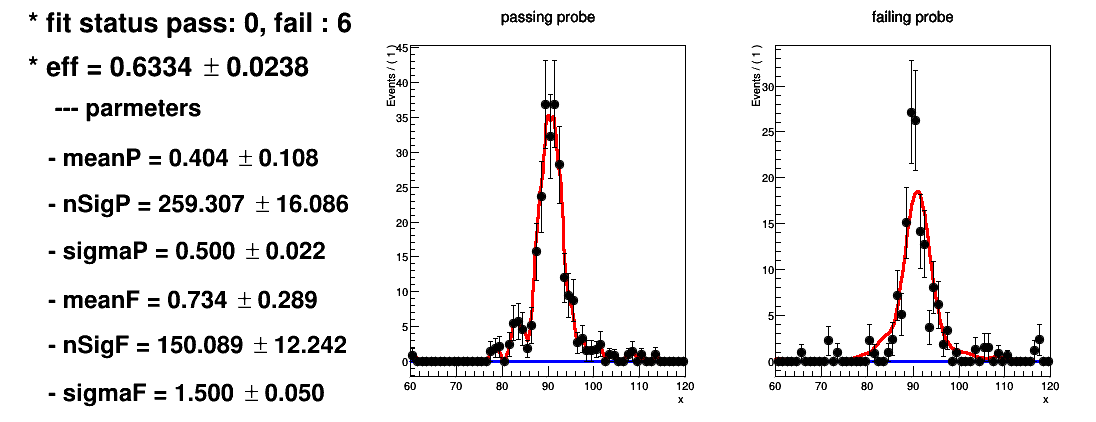 * fit status pass: 0, fail : 6
* eff = 0.6334 ± 0.0238
--- parmeters
- meanP = 0.404 ± 0.108
- nSigP = 259.307 ± 16.086
- sigmaP = 0.500 ± 0.022
- meanF = 0.734 ± 0.289
- nSigF = 150.089 ± 12.242
- sigmaF = 1.500 ± 0.050
passing probe
Events / ( 1 )
45
40
35
30
25
20
15
10
5
0
60 70 80 90 100 110 120
x
failing probe
Events / ( 1 )
30
25
20
15
10
5
0
60 70 80 90 100 110 120
x